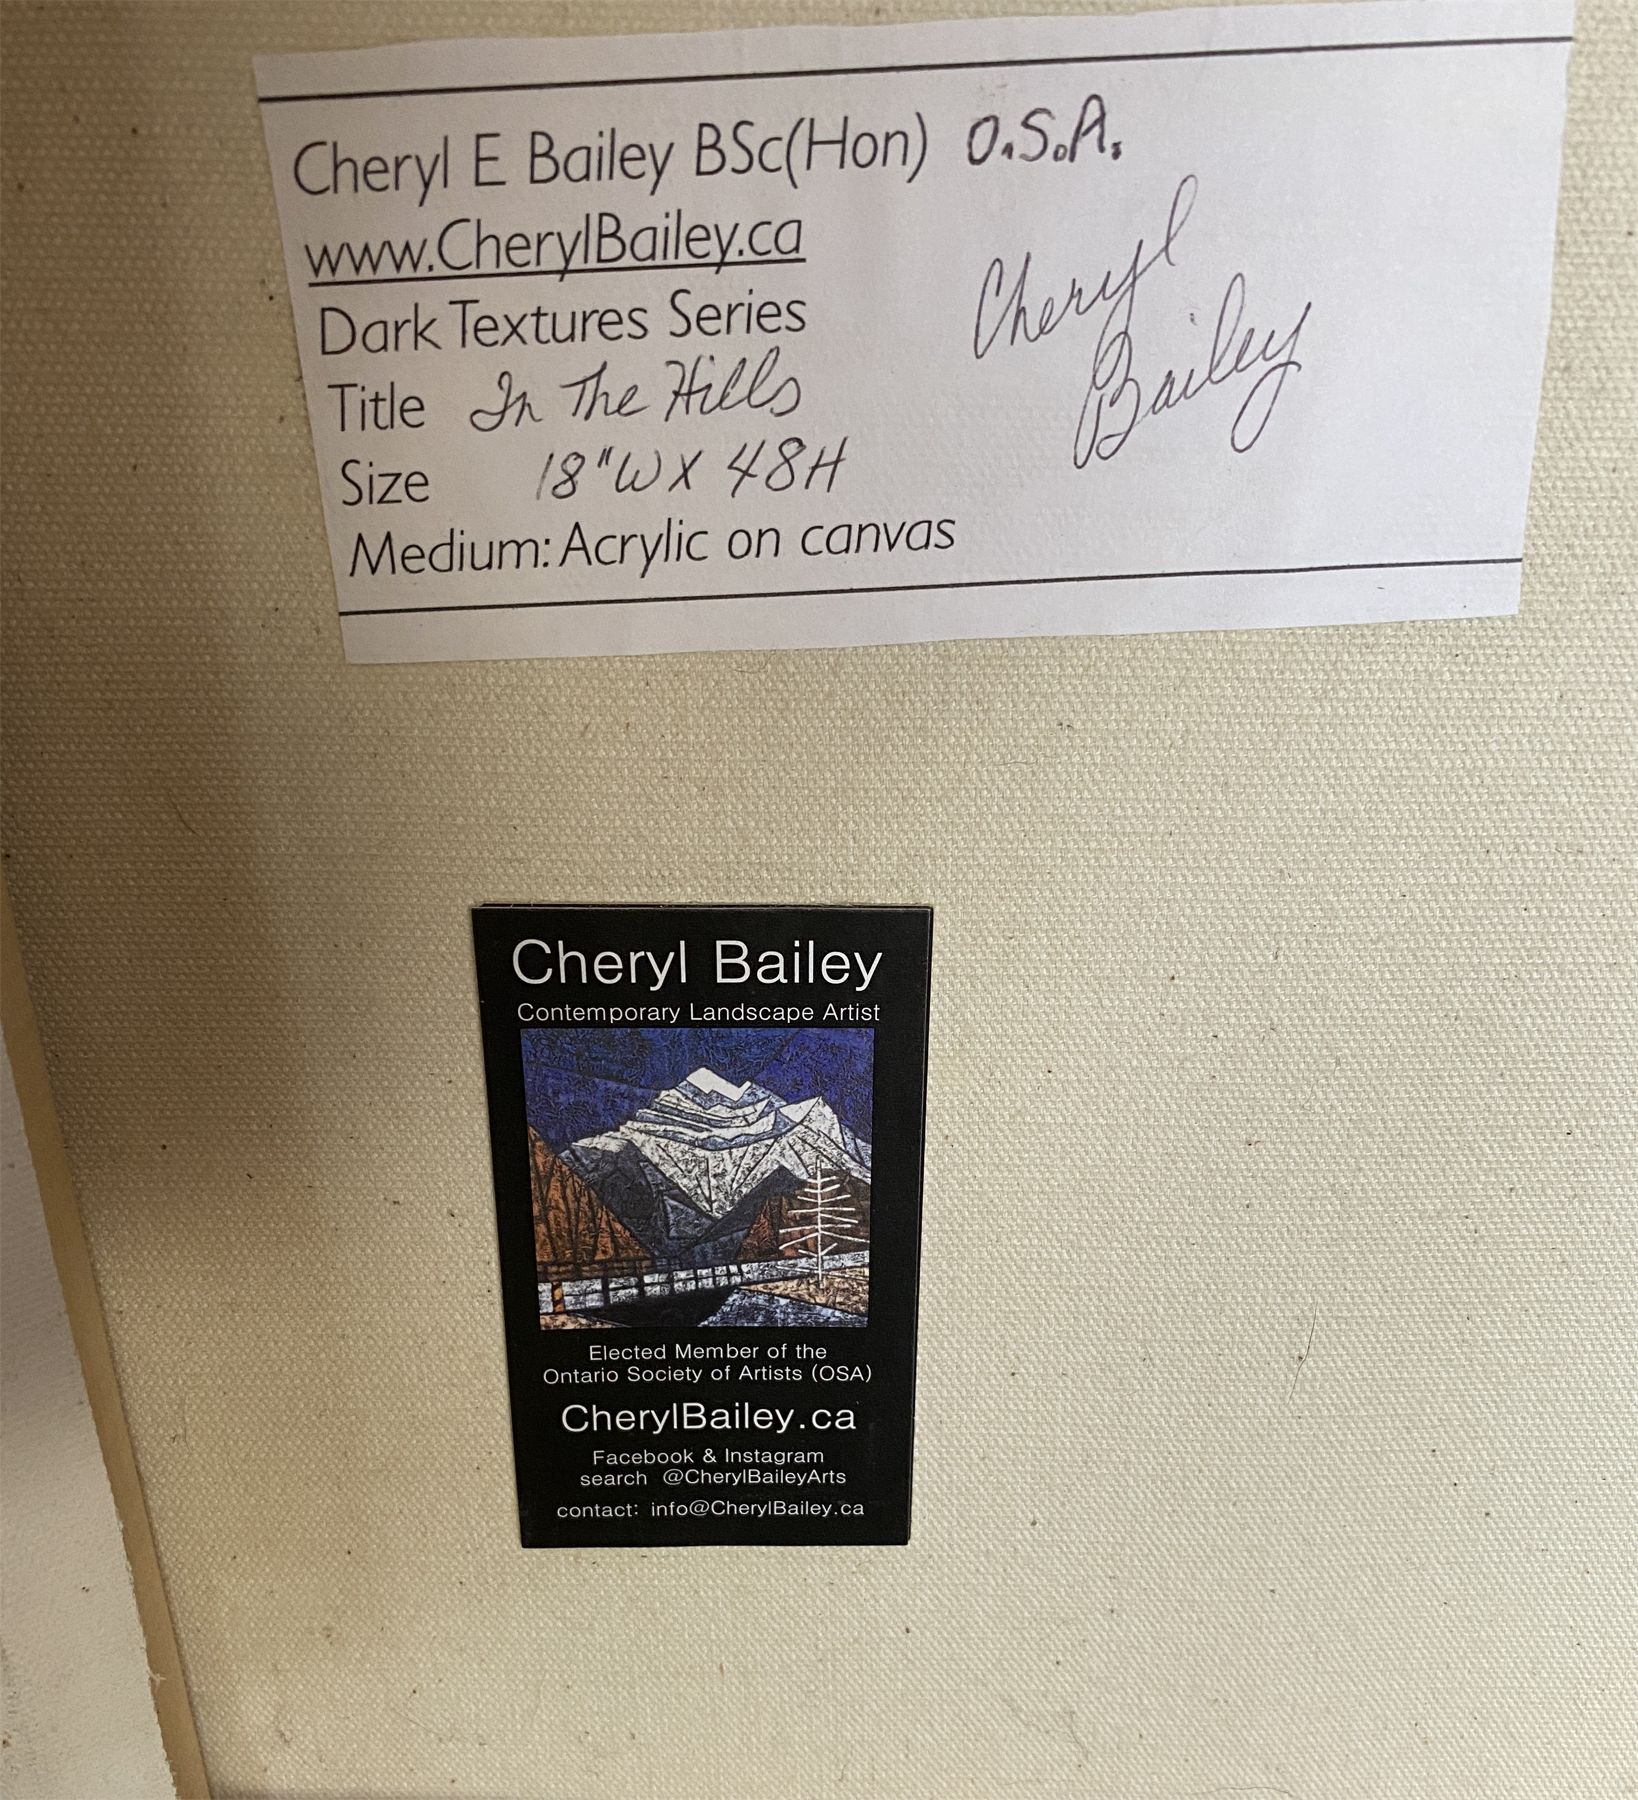 Cheryl E Bailey BSc(Hon) O.S.A.
www.CherylBailey.ca
Dark Textures Series
Title In The Hills
Size 18"W X 48H
Medium: Acrylic on canvas
Cheryl
Bailey
Cheryl Bailey
Contemporary Landscape Artist
Elected Member of the
Ontario Society of Artists (OSA)
CherylBailey.ca
Facebook & Instagram
search @CherylBaileyArts
contact: info@CherylBailey.ca